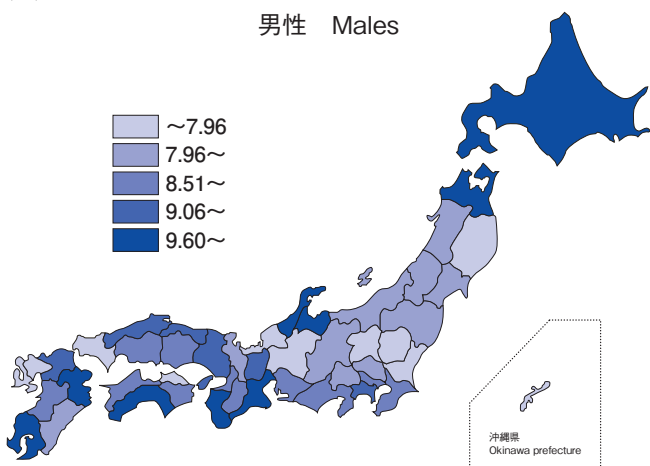 男性 Males
～7.96
7.96～
8.51～
9.06～
9.60～
沖縄県
Okinawa prefecture